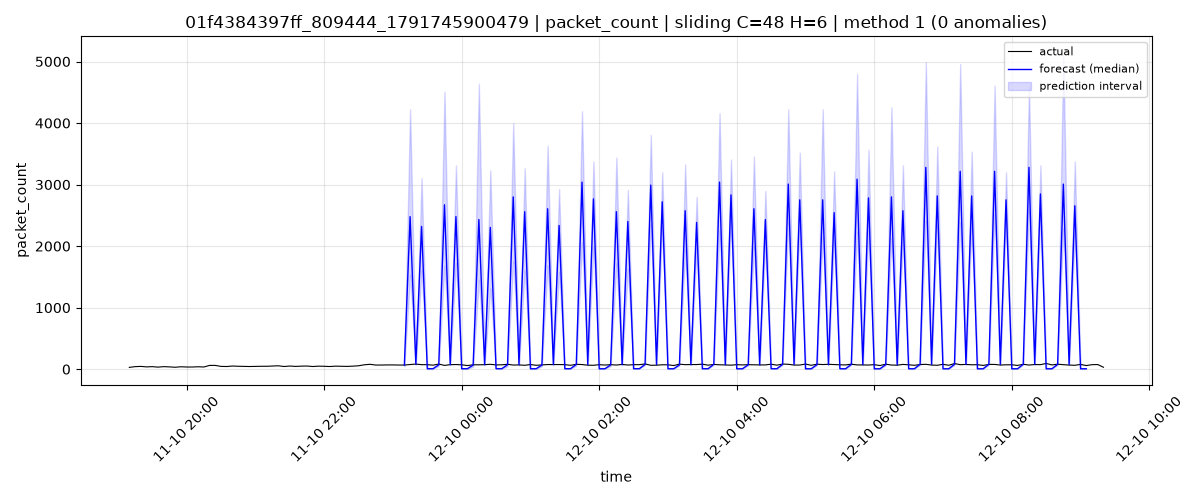 01f4384397ff_809444_1791745900479 | packet_count | sliding C=48 H=6 | method 1 (0 anomalies)
actual
forecast (median)
prediction interval
packet_count
5000
4000
3000
2000
1000
0
11-10 20:00
11-10 22:00
12-10 00:00
12-10 02:00
12-10 04:00
12-10 06:00
12-10 08:00
12-10 10:00
time